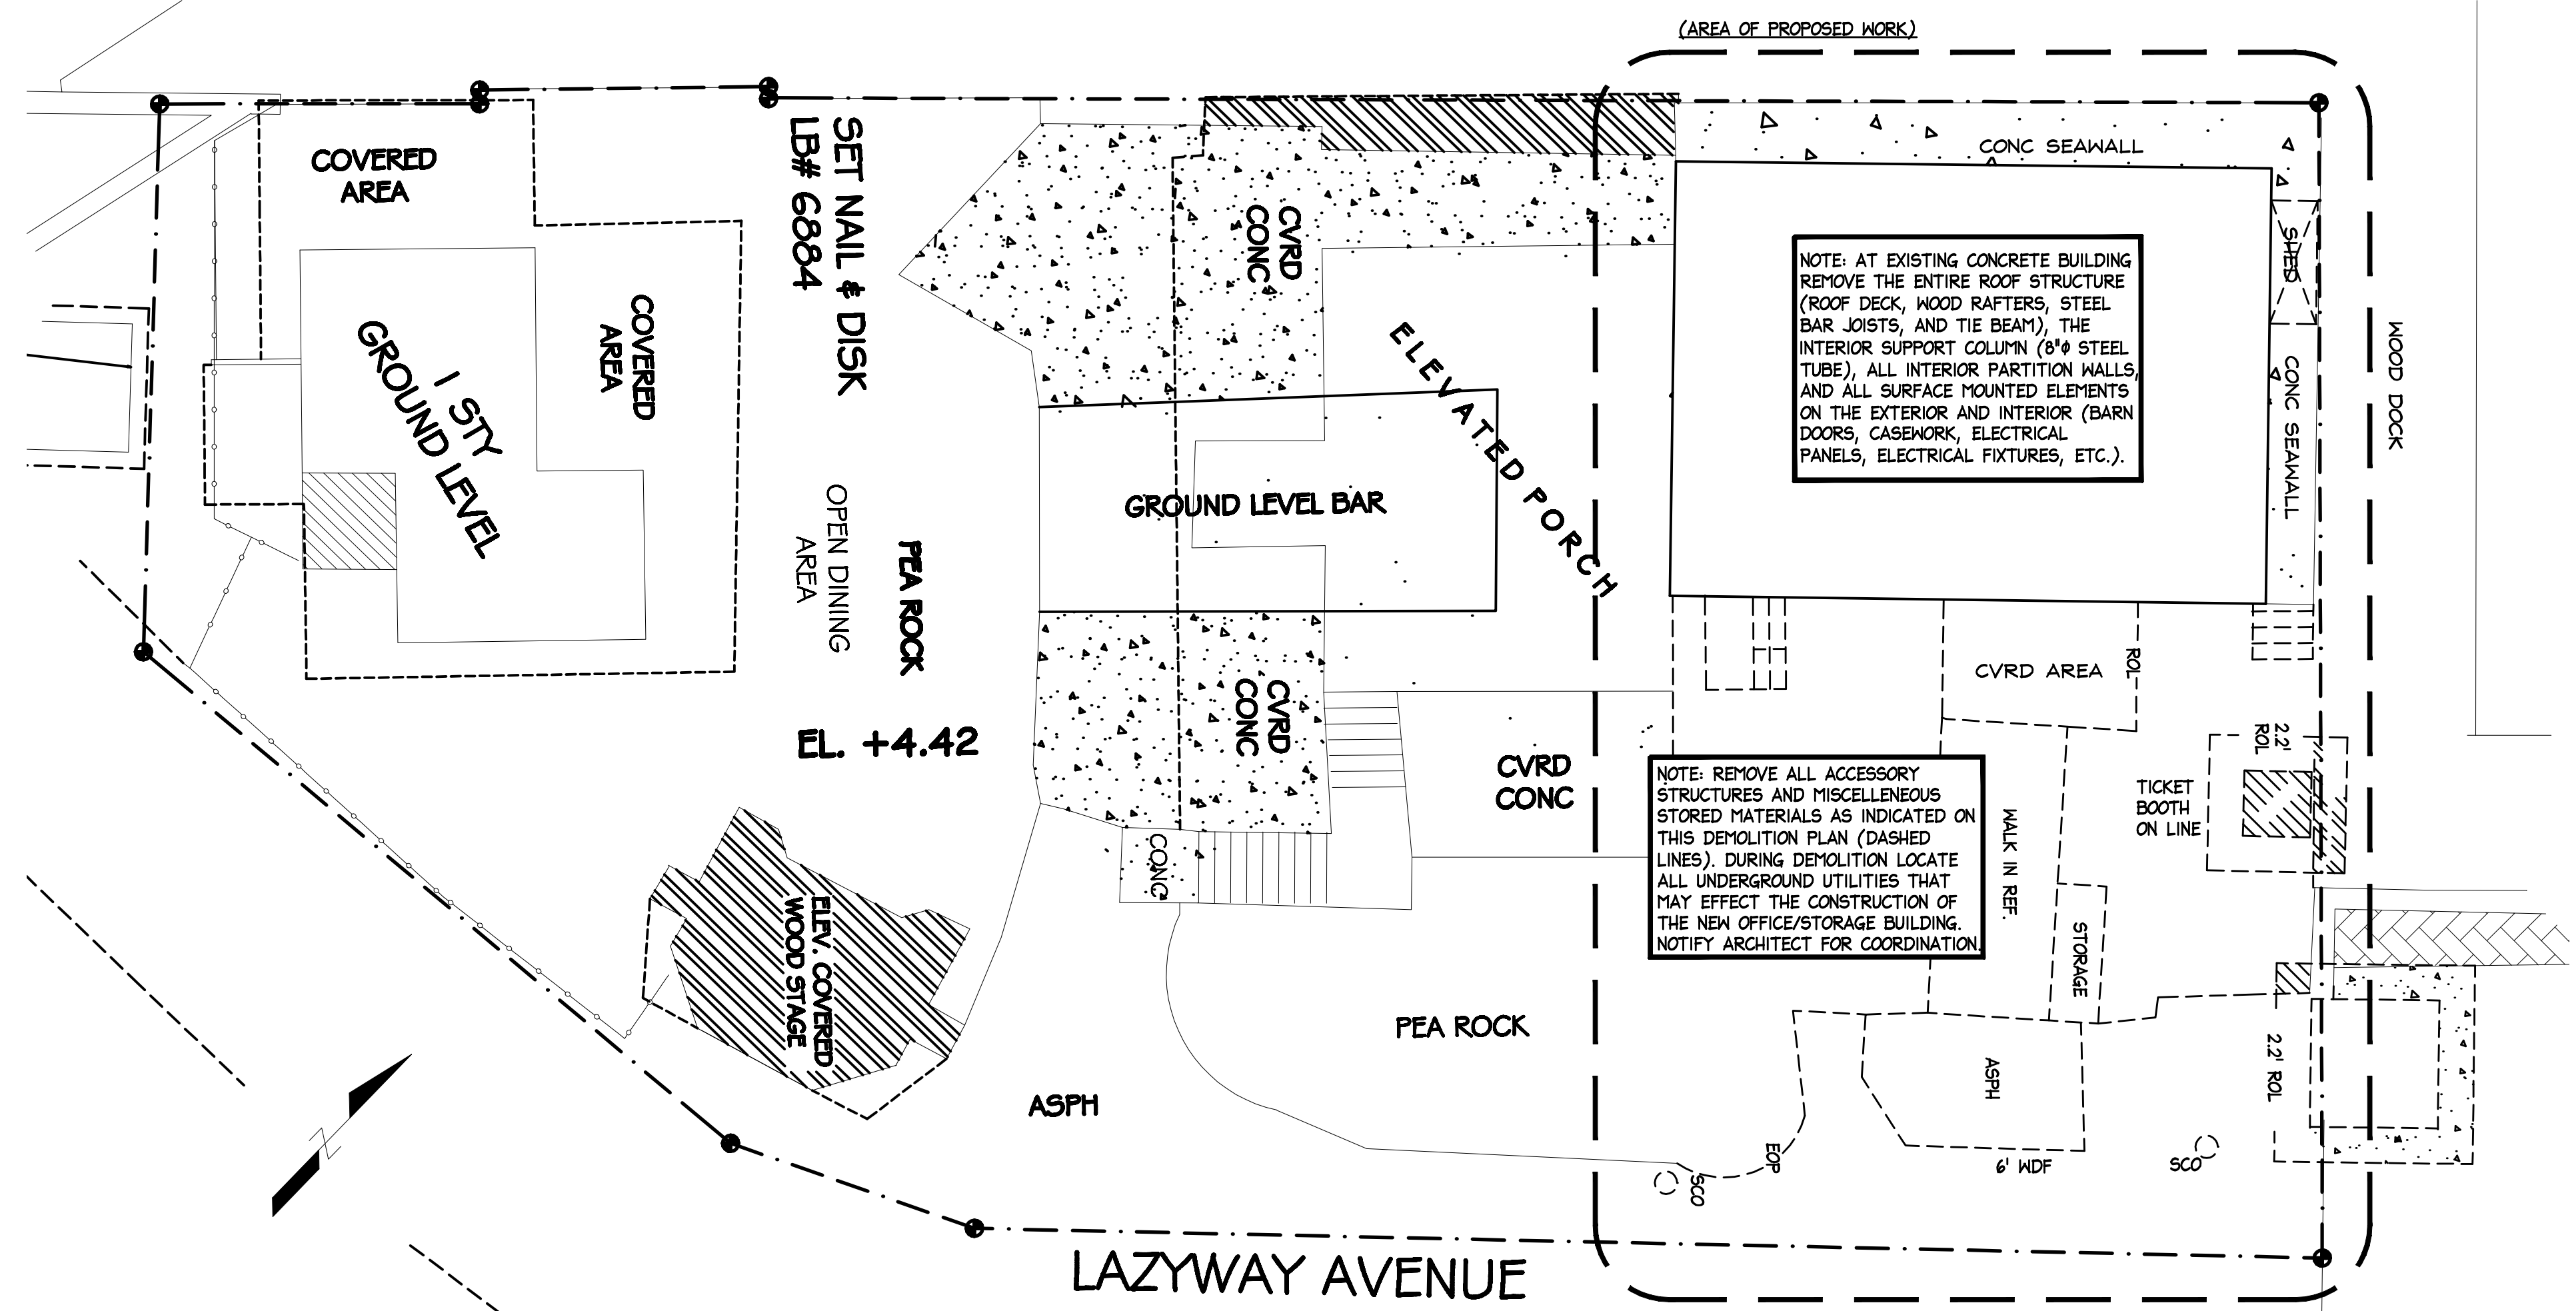 (AREA OF PROPOSED WORK)
COVERED
AREA
COVERED
AREA
1 STY
GROUND LEVEL
SET NAIL & DISK
LB# 6884
OPEN DINING
AREA
PEA ROCK
EL. +4.42
ELEV. COVERED
WOOD STAGE
CVRD
CONC
GROUND LEVEL BAR
ELEVATED PORCH
CVRD
CONC
CONC
CVRD
CONC
PEA ROCK
ASPH
CONC SEAWALL
NOTE: AT EXISTING CONCRETE BUILDING
REMOVE THE ENTIRE ROOF STRUCTURE
(ROOF DECK, WOOD RAFTERS, STEEL
BAR JOISTS, AND TIE BEAM), THE
INTERIOR SUPPORT COLUMN (8"φ STEEL
TUBE), ALL INTERIOR PARTITION WALLS,
AND ALL SURFACE MOUNTED ELEMENTS
ON THE EXTERIOR AND INTERIOR (BARN
DOORS, CASEWORK, ELECTRICAL
PANELS, ELECTRICAL FIXTURES, ETC.).
SHED
CONC SEAWALL
WOOD DOCK
CVRD AREA
ROL
2.2'
ROL
TICKET
BOOTH
ON LINE
NOTE: REMOVE ALL ACCESSORY
STRUCTURES AND MISCELLENEOUS
STORED MATERIALS AS INDICATED ON
THIS DEMOLITION PLAN (DASHED
LINES). DURING DEMOLITION LOCATE
ALL UNDERGROUND UTILITIES THAT
MAY EFFECT THE CONSTRUCTION OF
THE NEW OFFICE/STORAGE BUILDING.
NOTIFY ARCHITECT FOR COORDINATION.
WALK IN REF.
STORAGE
ASPH
2.2' ROL
EOP
6' WDF
SCO
SCO
N
LAZYWAY AVENUE